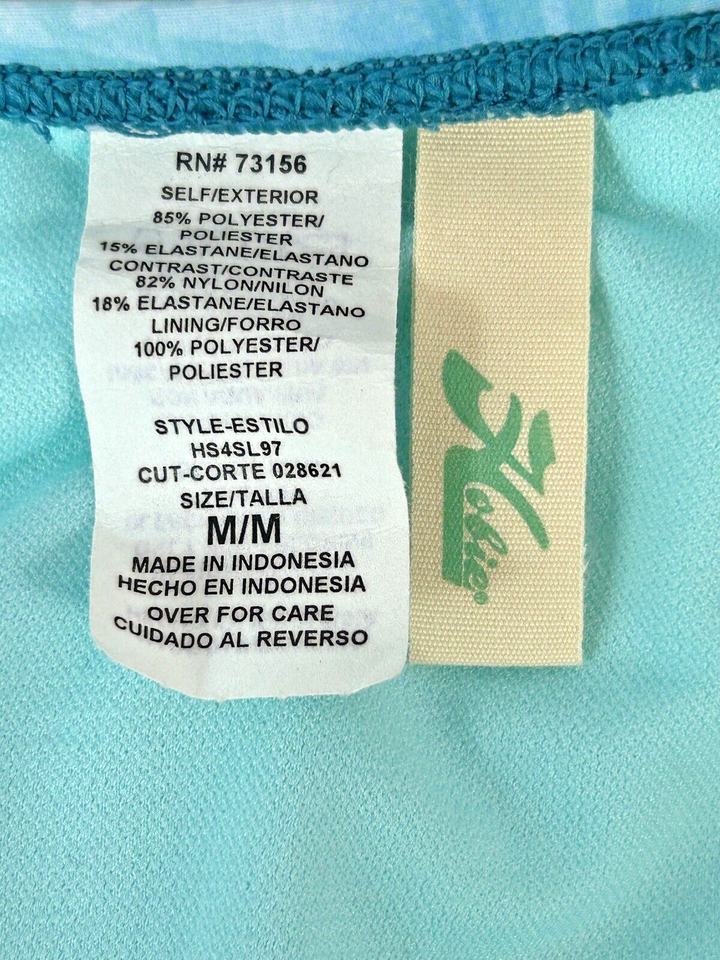 RN# 73156
SELF/EXTERIOR
85% POLYESTER/
POLIESTER
15% ELASTANE/ELASTANO
CONTRAST/CONTRASTE
82% NYLON/NILON
18% ELASTANE/ELASTANO
LINING/FORRO
100% POLYESTER/
POLIESTER
STYLE-ESTILO
HS4SL97
CUT-CORTE 028621
SIZE/TALLA
M/M
MADE IN INDONESIA
HECHO EN INDONESIA
OVER FOR CARE
CUIDADO AL REVERSO
Hobie®